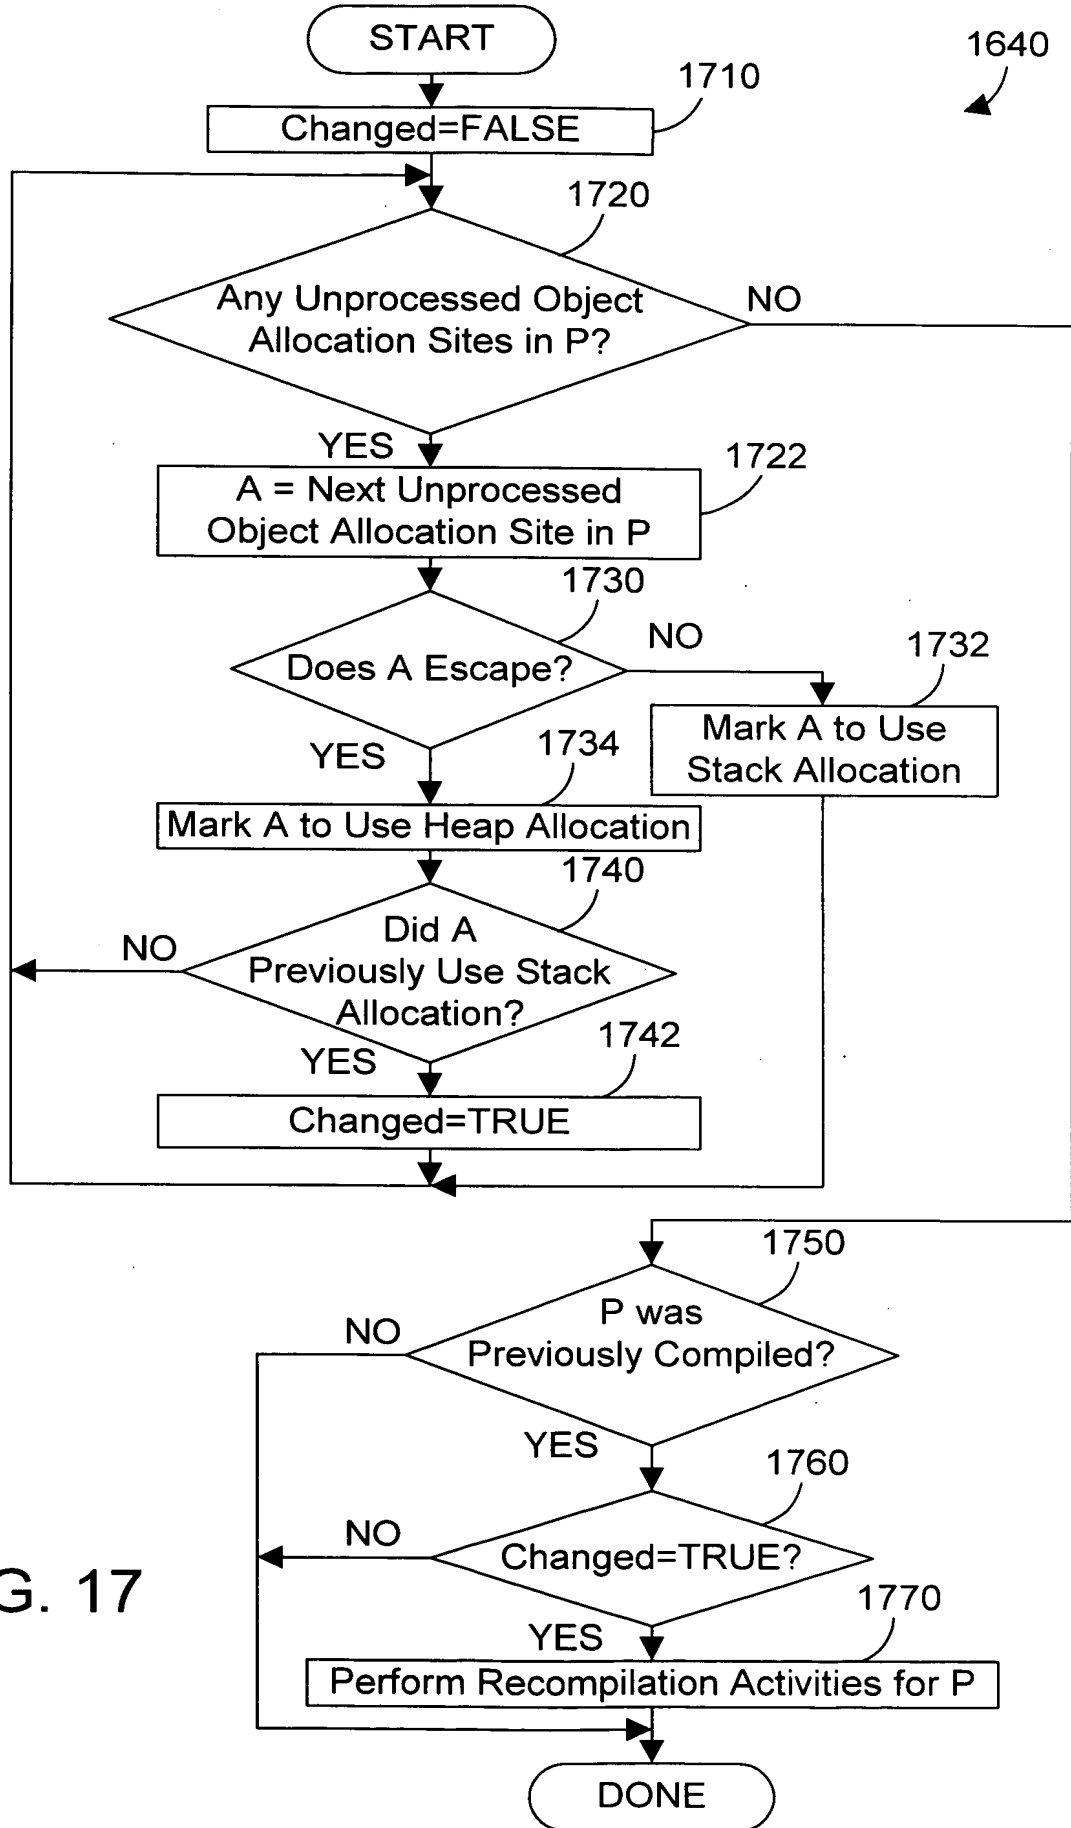 START
1640
1710
Changed=FALSE
1720
Any Unprocessed Object
Allocation Sites in P?
NO
YES
1722
A = Next Unprocessed
Object Allocation Site in P
1730
Does A Escape?
NO
1732
Mark A to Use
Stack Allocation
YES
1734
Mark A to Use Heap Allocation
1740
Did A
Previously Use Stack
Allocation?
NO
YES
1742
Changed=TRUE
1750
P was
Previously Compiled?
NO
YES
1760
Changed=TRUE?
NO
G. 17
YES
1770
Perform Recompilation Activities for P
DONE